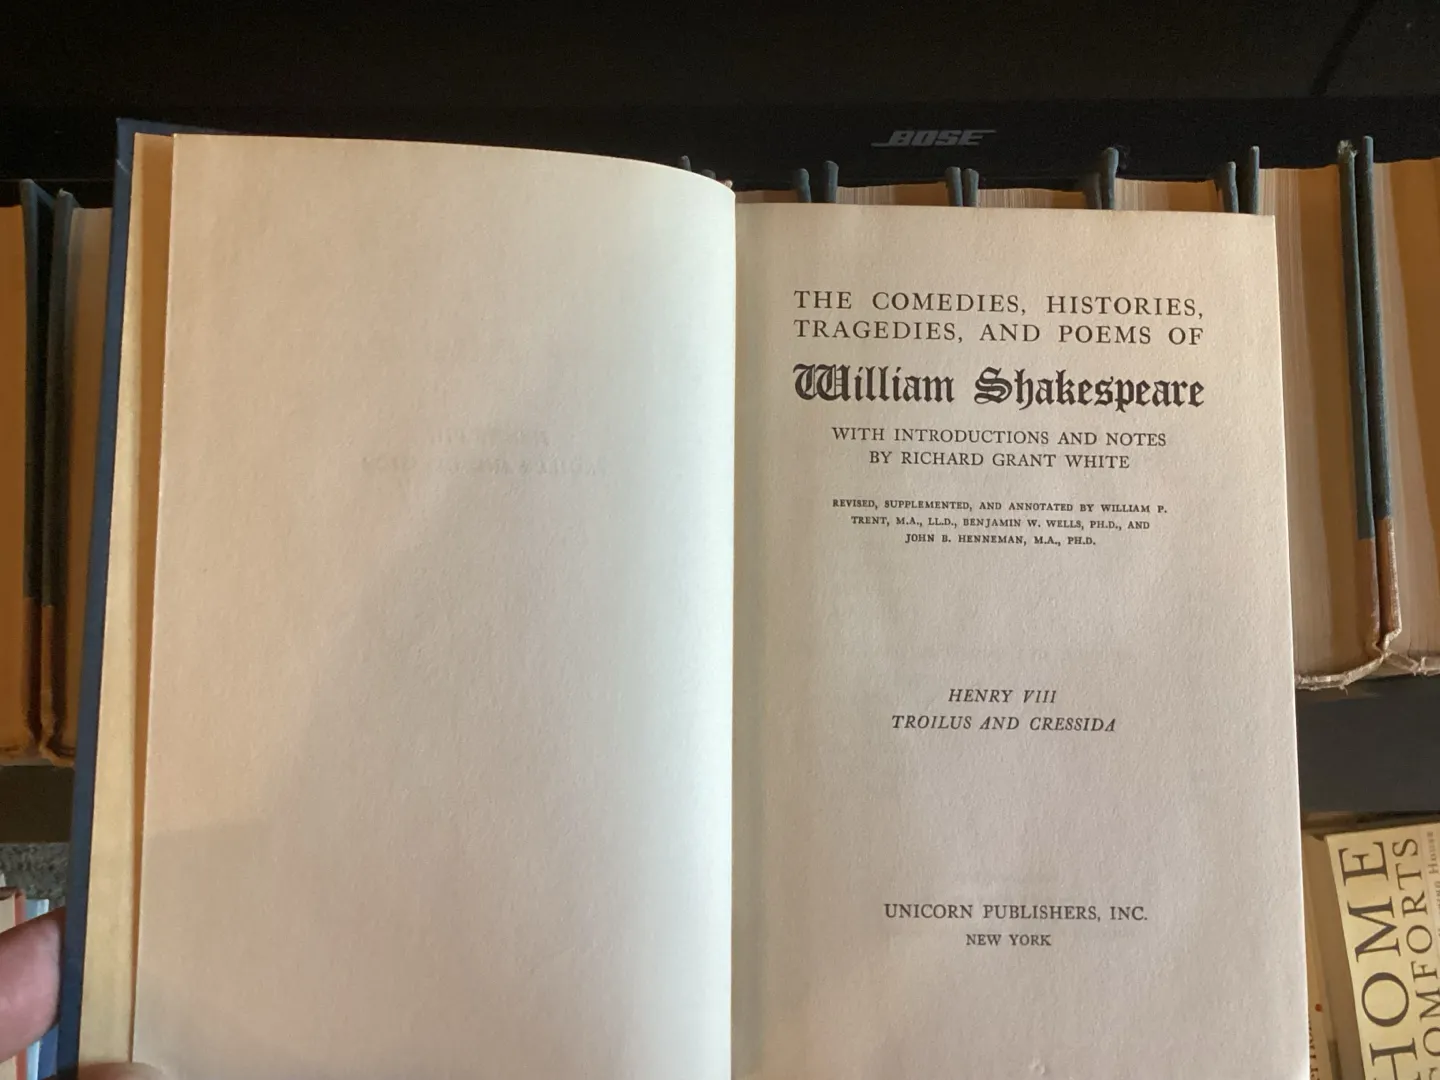 BOSE
THE COMEDIES, HISTORIES,
TRAGEDIES, AND POEMS OF
William Shakespeare
WITH INTRODUCTIONS AND NOTES
BY RICHARD GRANT WHITE
REVISED, SUPPLEMENTED, AND ANNOTATED BY WILLIAM P.
TRENT, M.A., LL.D., BENJAMIN W. WELLS, PH.D., AND
JOHN B. HENNEMAN, M.A., PH.D.
HENRY VIII
TROILUS AND CRESSIDA
UNICORN PUBLISHERS, INC.
NEW YORK
HOME
COMFORTS